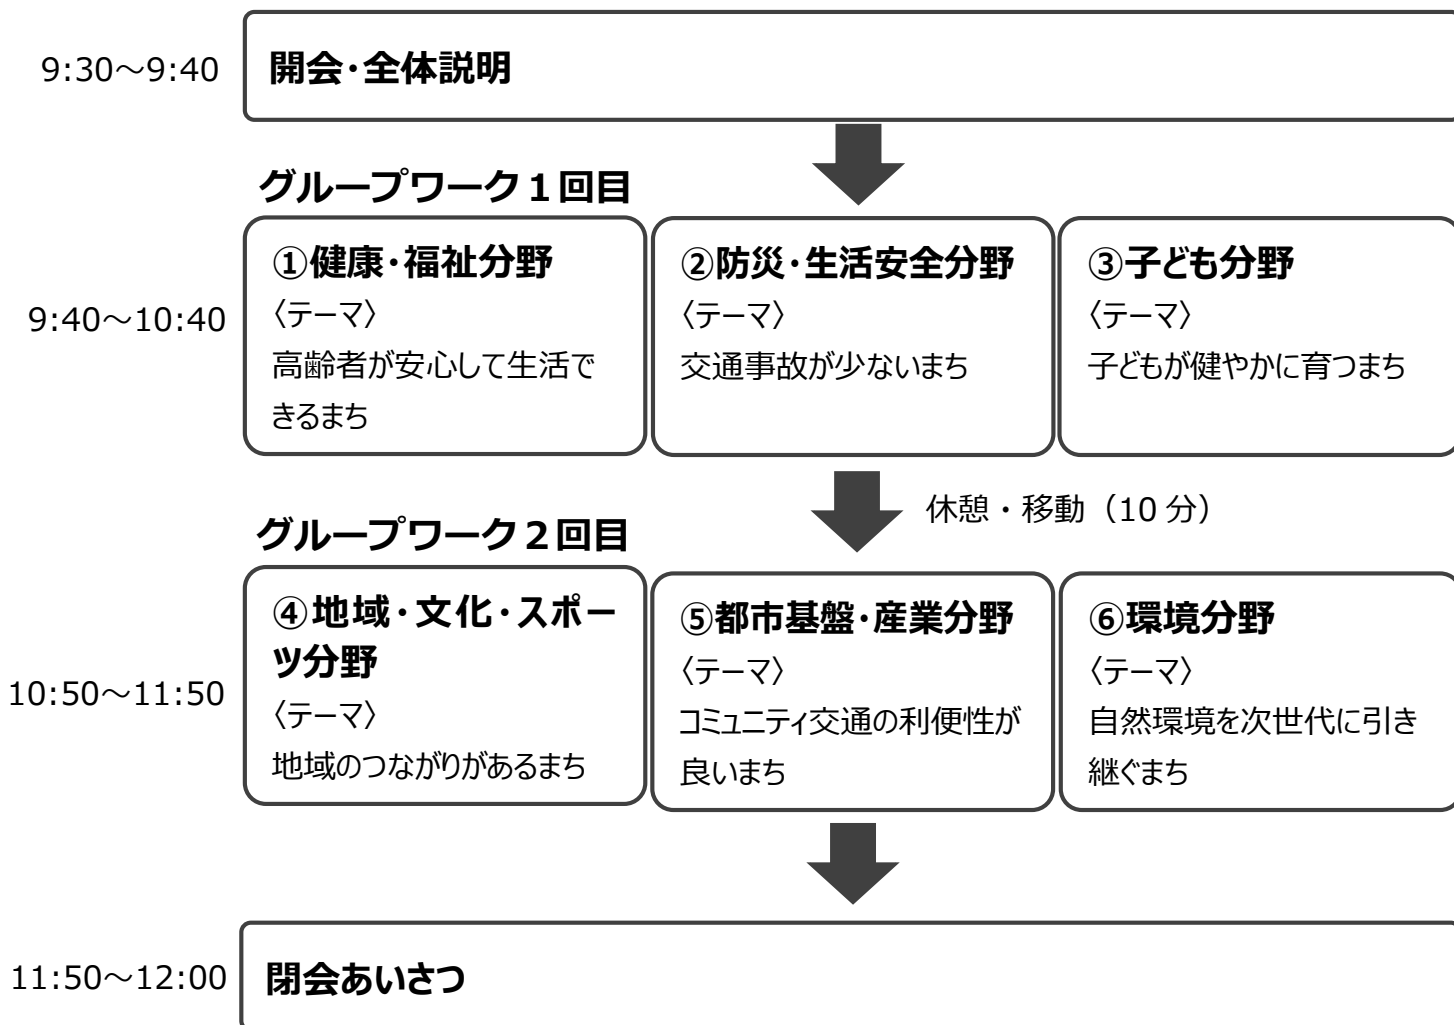 9:30～9:40
開会・全体説明
グループワーク１回目
9:40～10:40
①健康・福祉分野
〈テーマ〉
高齢者が安心して生活で
きるまち
②防災・生活安全分野
〈テーマ〉
交通事故が少ないまち
③子ども分野
〈テーマ〉
子どもが健やかに育つまち
休憩・移動（10 分）
グループワーク２回目
10:50～11:50
④地域・文化・スポー
ツ分野
〈テーマ〉
地域のつながりがあるまち
⑤都市基盤・産業分野
〈テーマ〉
コミュニティ交通の利便性が
良いまち
⑥環境分野
〈テーマ〉
自然環境を次世代に引き
継ぐまち
11:50～12:00
閉会あいさつ